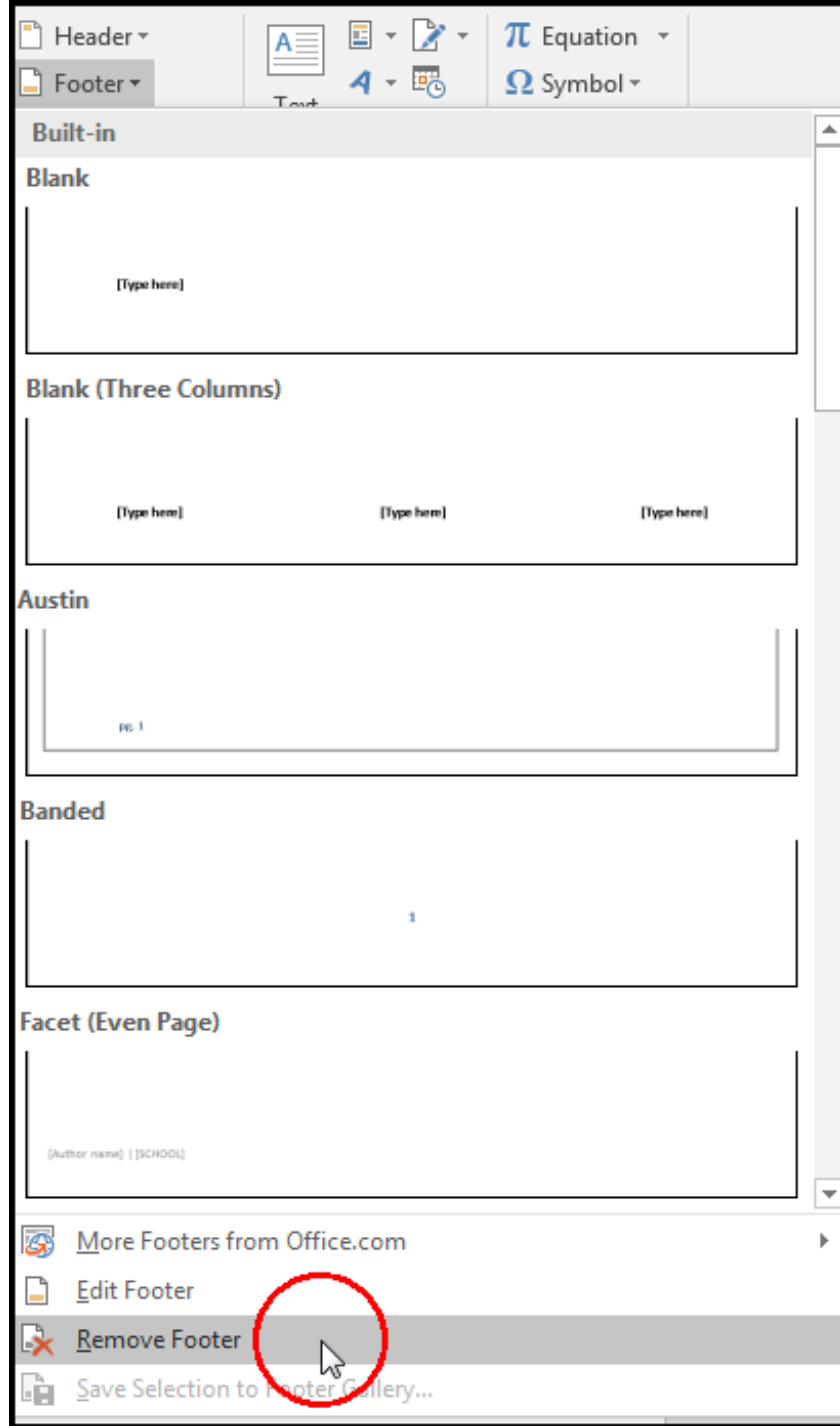 Header
Equation
Footer
Symbol
Text
Built-in
Blank
[Type here]
Blank (Three Columns)
[Type here] [Type here] [Type here]
Austin
pg. 1
Banded
1
Facet (Even Page)
[Author name] | [SCHOOL]
More Footers from Office.com
Edit Footer
Remove Footer
Save Selection to Footer Gallery...